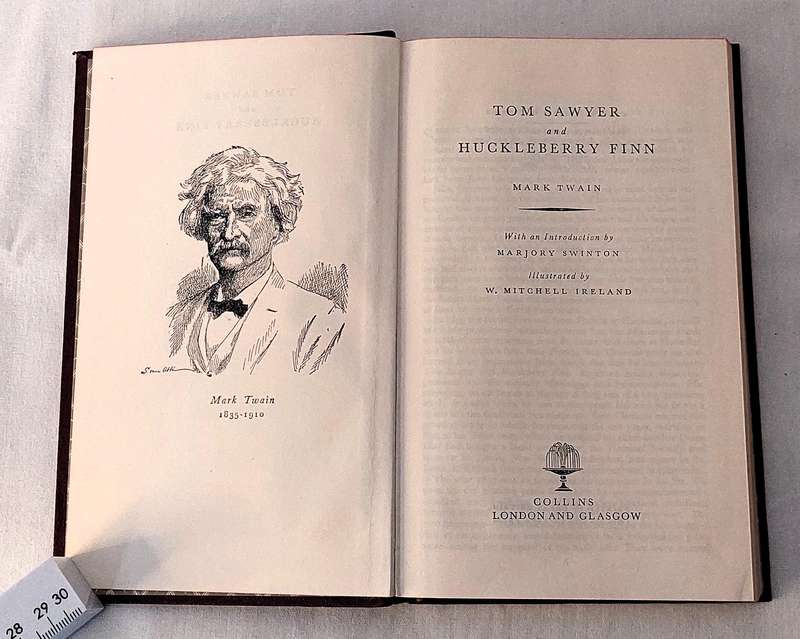 Mark Twain
1835-1910
TOM SAWYER
and
HUCKLEBERRY FINN
MARK TWAIN
With an Introduction by
MARJORY SWINTON
Illustrated by
W. MITCHELL IRELAND
COLLINS
LONDON AND GLASGOW
28 29 30